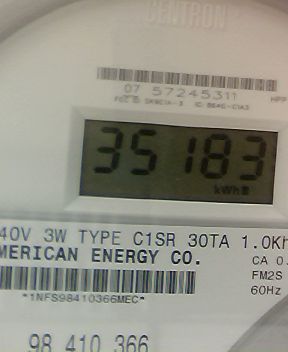 CENTRON
07 57245311
35183
kWh
40V 3W TYPE C1SR 30TA 1.0Kh
MERICAN ENERGY CO.
CA 0.
FM2S
*1NFS98410366MEC*
60Hz
98 410 366